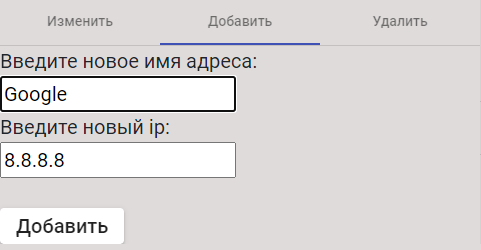 Изменить Добавить Удалить
Введите новое имя адреса:
Google
Введите новый ip:
8.8.8.8
Добавить